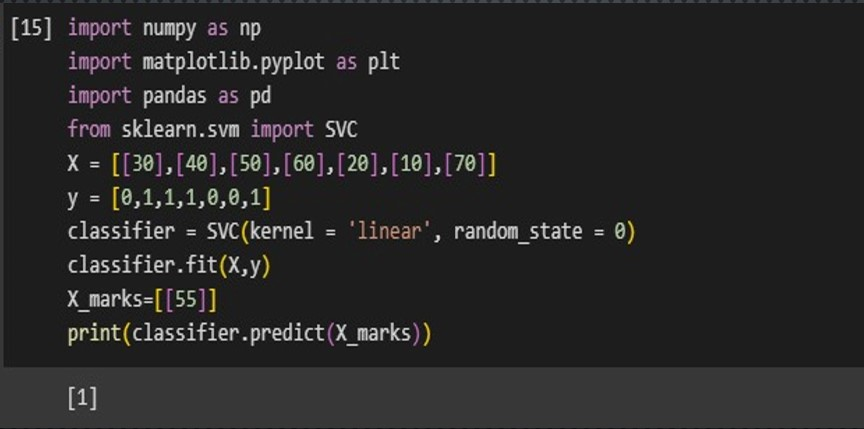 [15] import numpy as np
import matplotlib.pyplot as plt
import pandas as pd
from sklearn.svm import SVC
X = [[30],[40],[50],[60],[20],[10],[70]]
y = [0,1,1,1,0,0,1]
classifier = SVC(kernel = 'linear', random_state = 0)
classifier.fit(X,y)
X_marks=[[55]]
print(classifier.predict(X_marks))
[1]